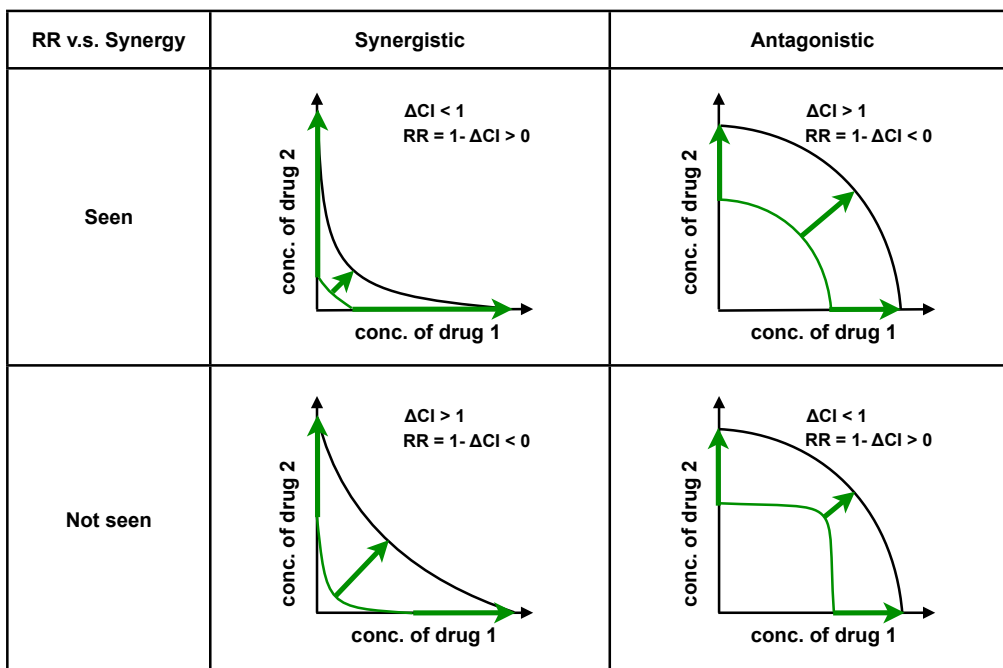 RR v.s. Synergy
Synergistic
Antagonistic
Seen
ΔCI < 1
RR = 1- ΔCI > 0
conc. of drug 2
conc. of drug 1
ΔCI > 1
RR = 1- ΔCI < 0
conc. of drug 2
conc. of drug 1
Not seen
ΔCI > 1
RR = 1- ΔCI < 0
conc. of drug 2
conc. of drug 1
ΔCI < 1
RR = 1- ΔCI > 0
conc. of drug 2
conc. of drug 1